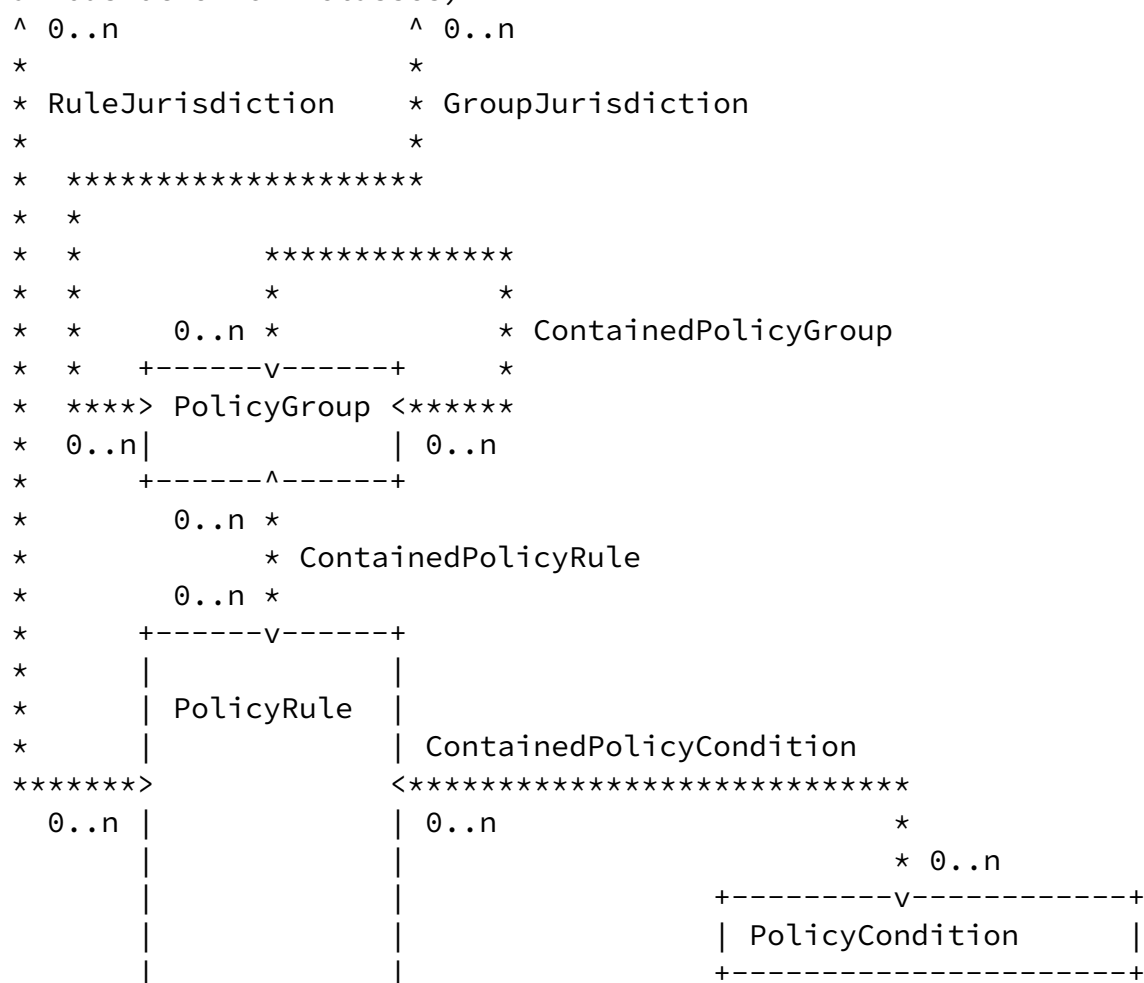 ^ 0..n                ^ 0..n
*                     *
* RuleJurisdiction    * GroupJurisdiction
*                     *
*  ********************
*  *
*  *          **************
*  *          *            *
*  *     0..n *            * ContainedPolicyGroup
*  *   +------v------+     *
*  ****> PolicyGroup <******
*  0..n|             | 0..n
*      +------^------+
*        0..n *
*             * ContainedPolicyRule
*        0..n *
*      +------v------+
*      |             |
*      | PolicyRule  |
*      |             | ContainedPolicyCondition
*******>             <****************************
  0..n |             | 0..n                      *
       |             |                           * 0..n
       |             |                 +---------v------------+
       |             |                 | PolicyCondition      |
       |             |                 +----------------------+